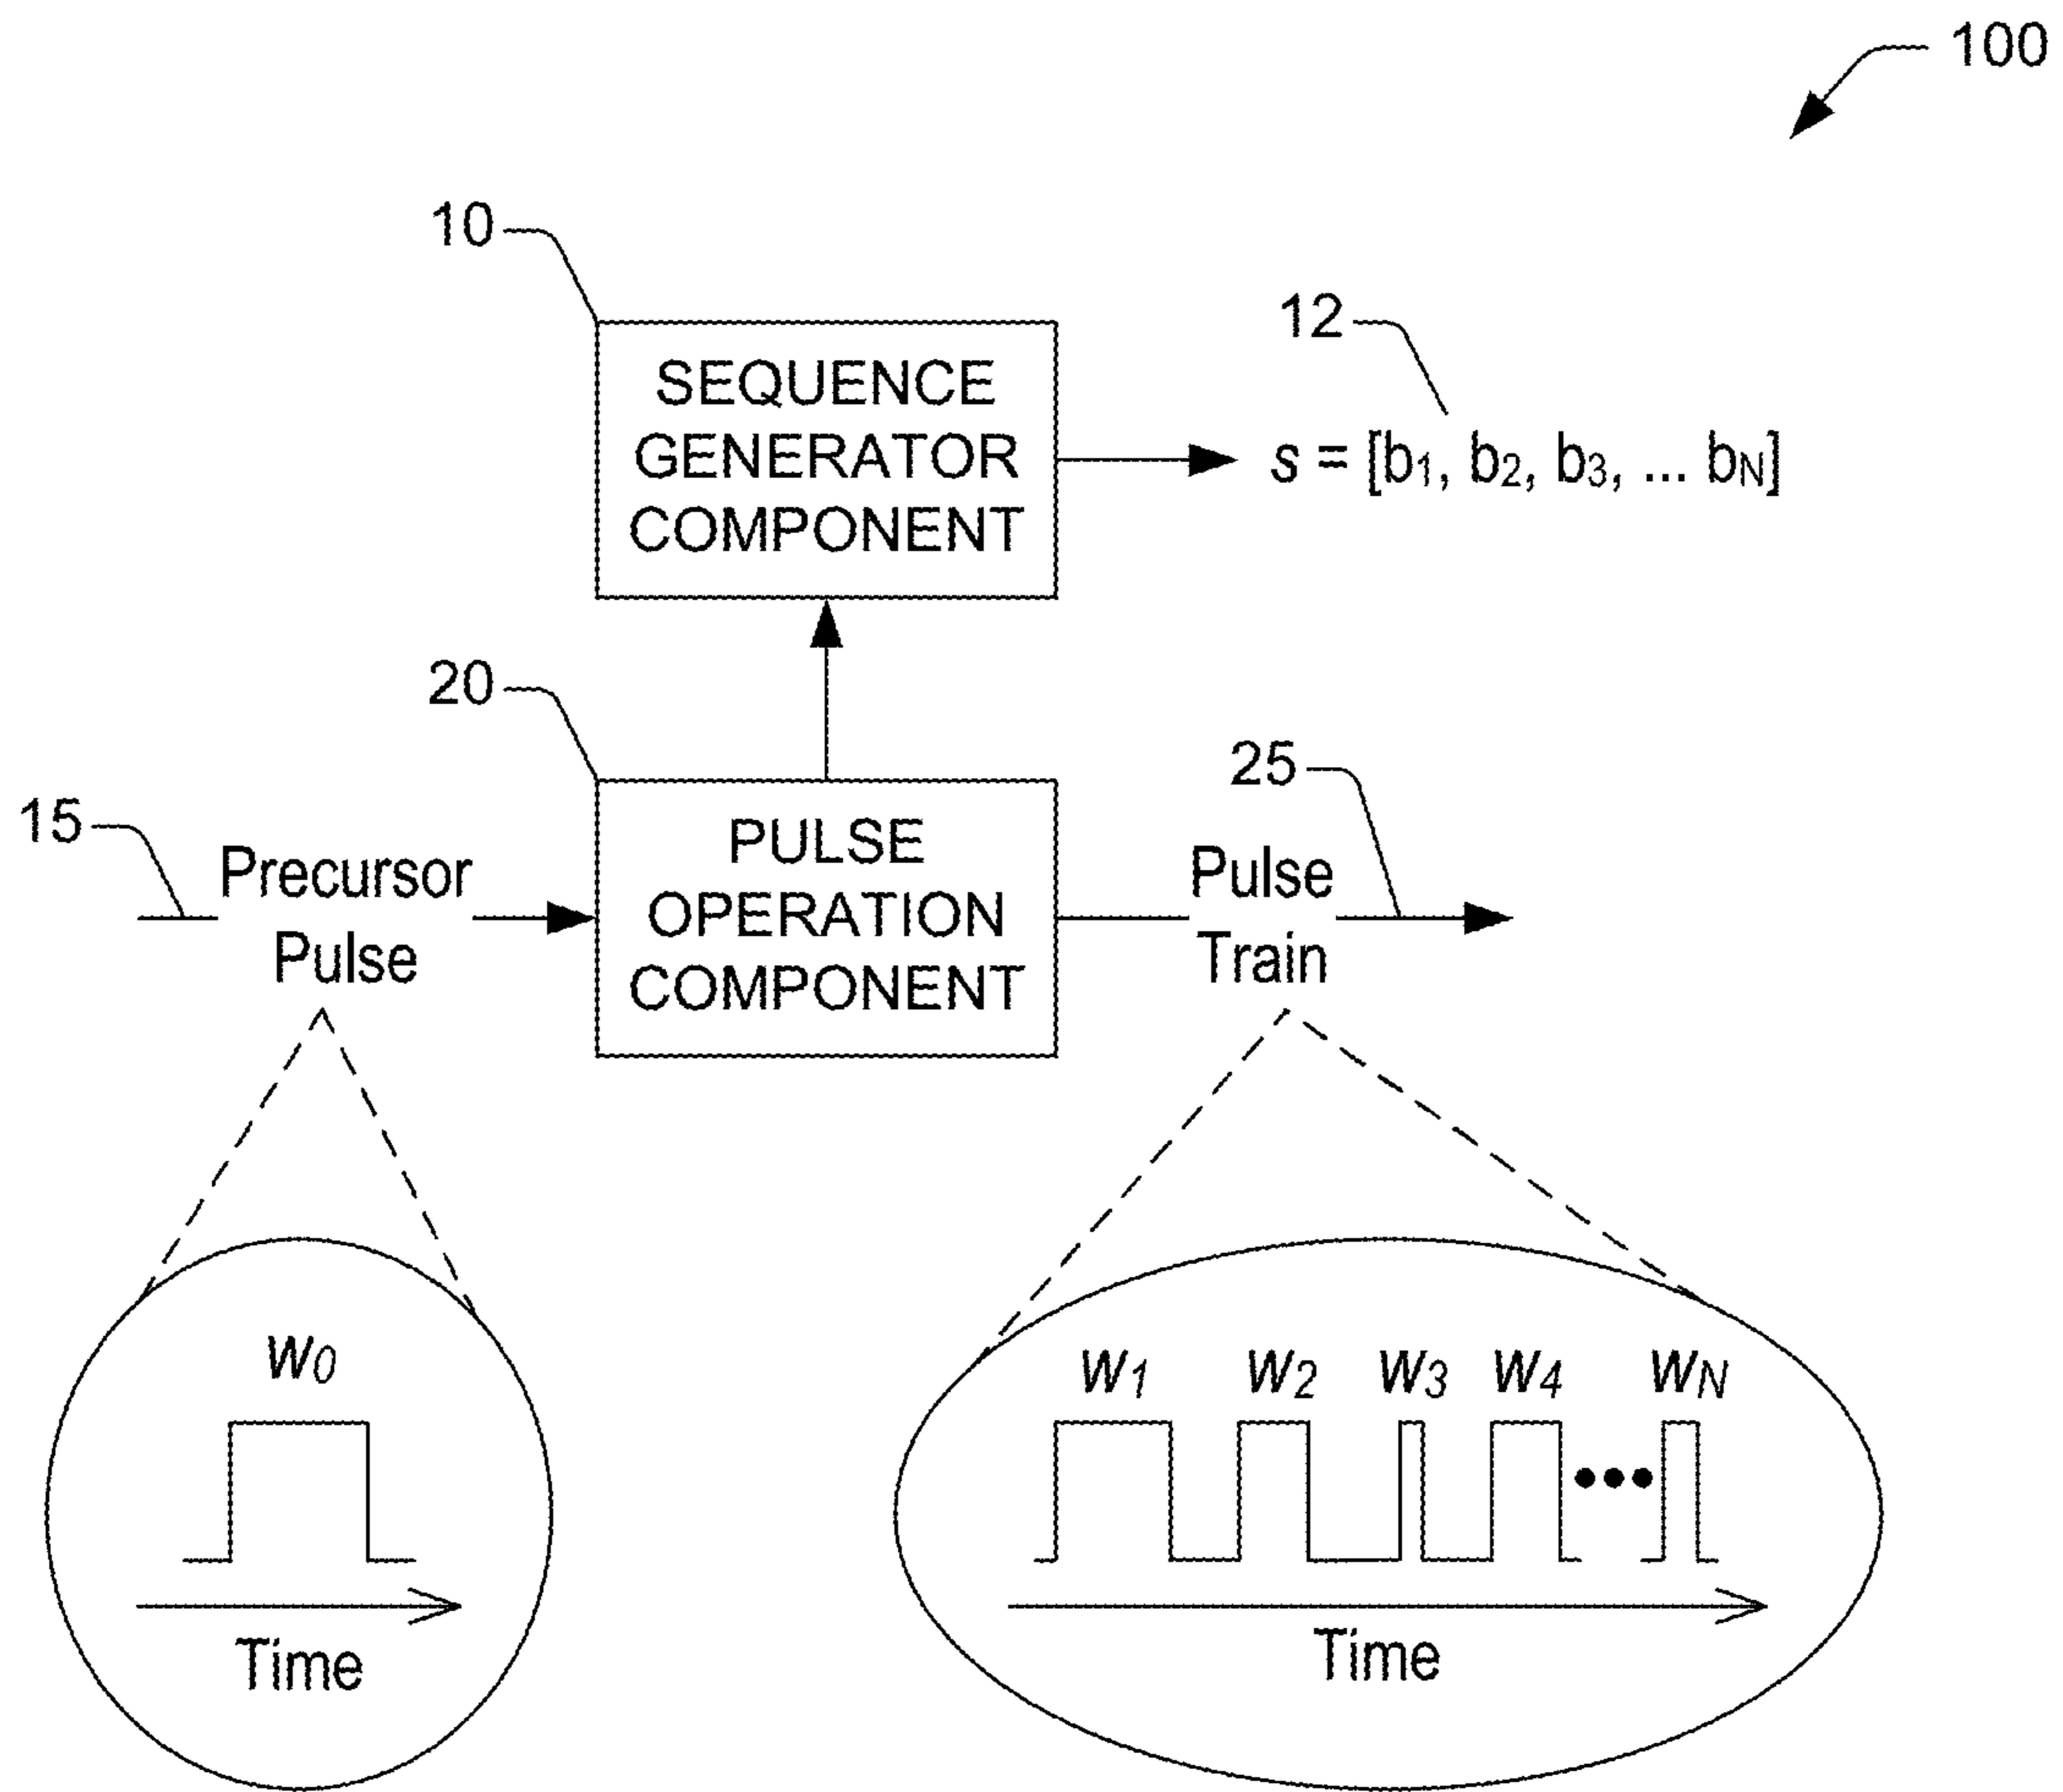 100
10
12
SEQUENCE
GENERATOR
COMPONENT
s = [b1, b2, b3, ... bN]
20
25
15
PULSE
OPERATION
COMPONENT
Precursor
Pulse
Pulse
Train
w0
w1 w2 w3 w4 wN
Time
Time